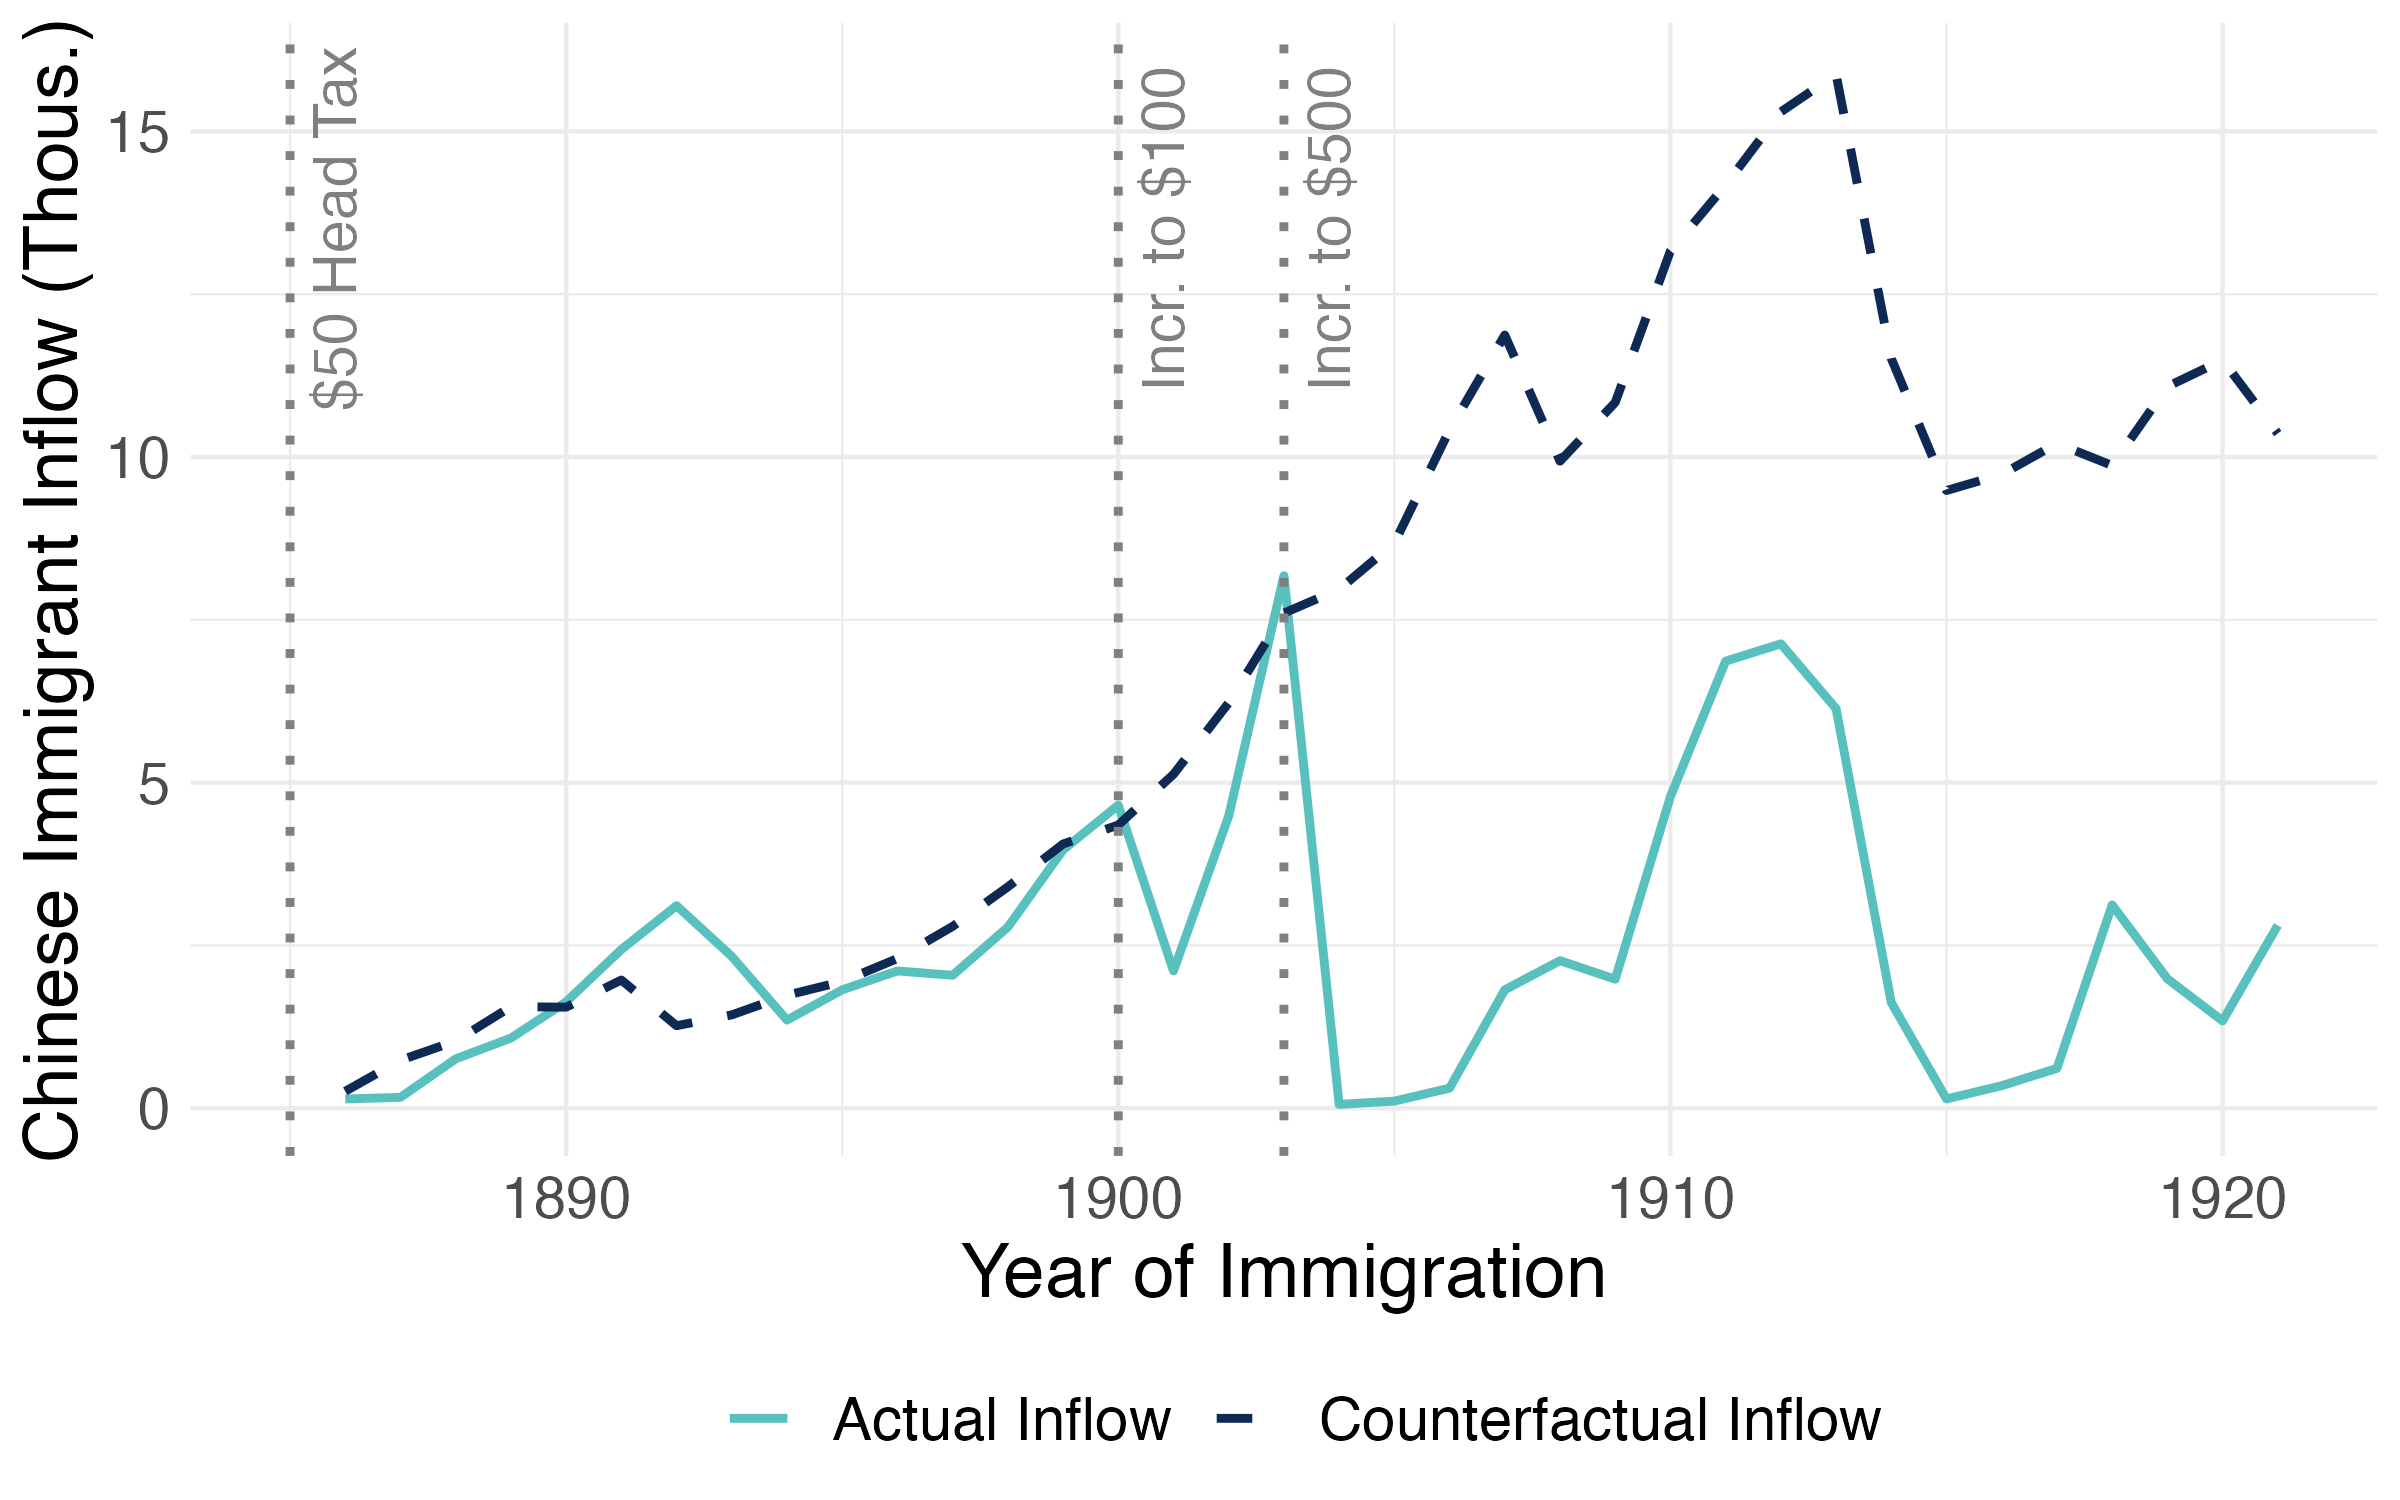 Chinese Immigrant Inflow (Thous.)
15
10
5
0
$50 Head Tax
Incr. to $100
Incr. to $500
1890
1900
1910
1920
Year of Immigration
Actual Inflow
Counterfactual Inflow